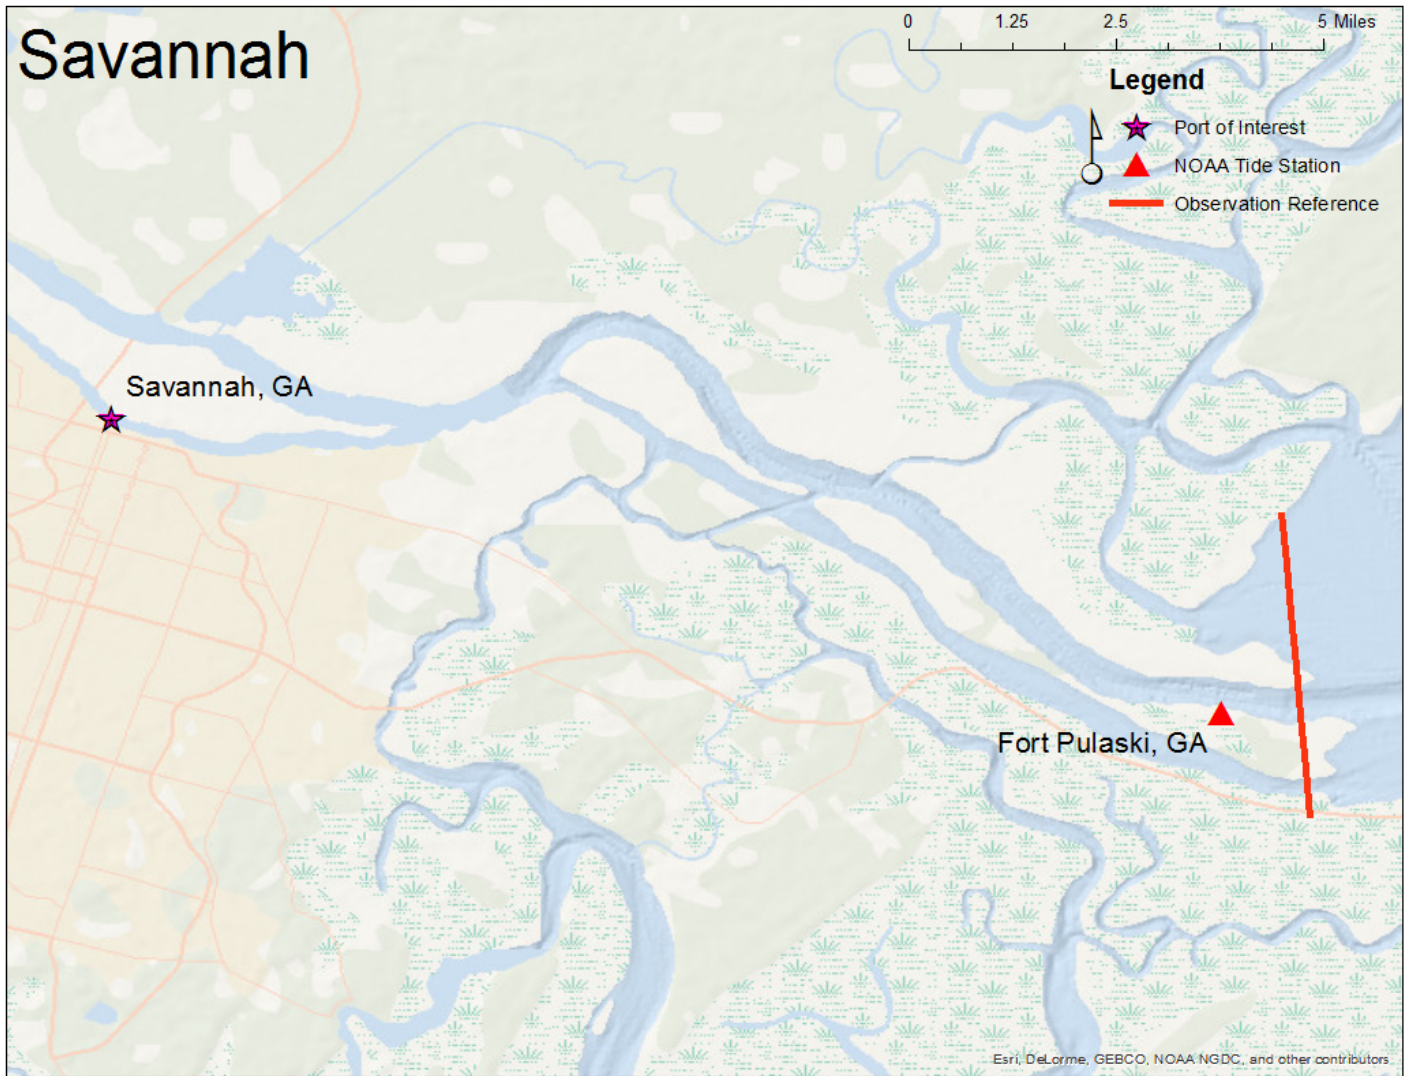 Savannah
0 1.25 2.5 5 Miles
Legend
Port of Interest
NOAA Tide Station
Observation Reference
Savannah, GA
Fort Pulaski, GA
Esri, DeLorme, GEBCO, NOAA NGDC, and other contributors